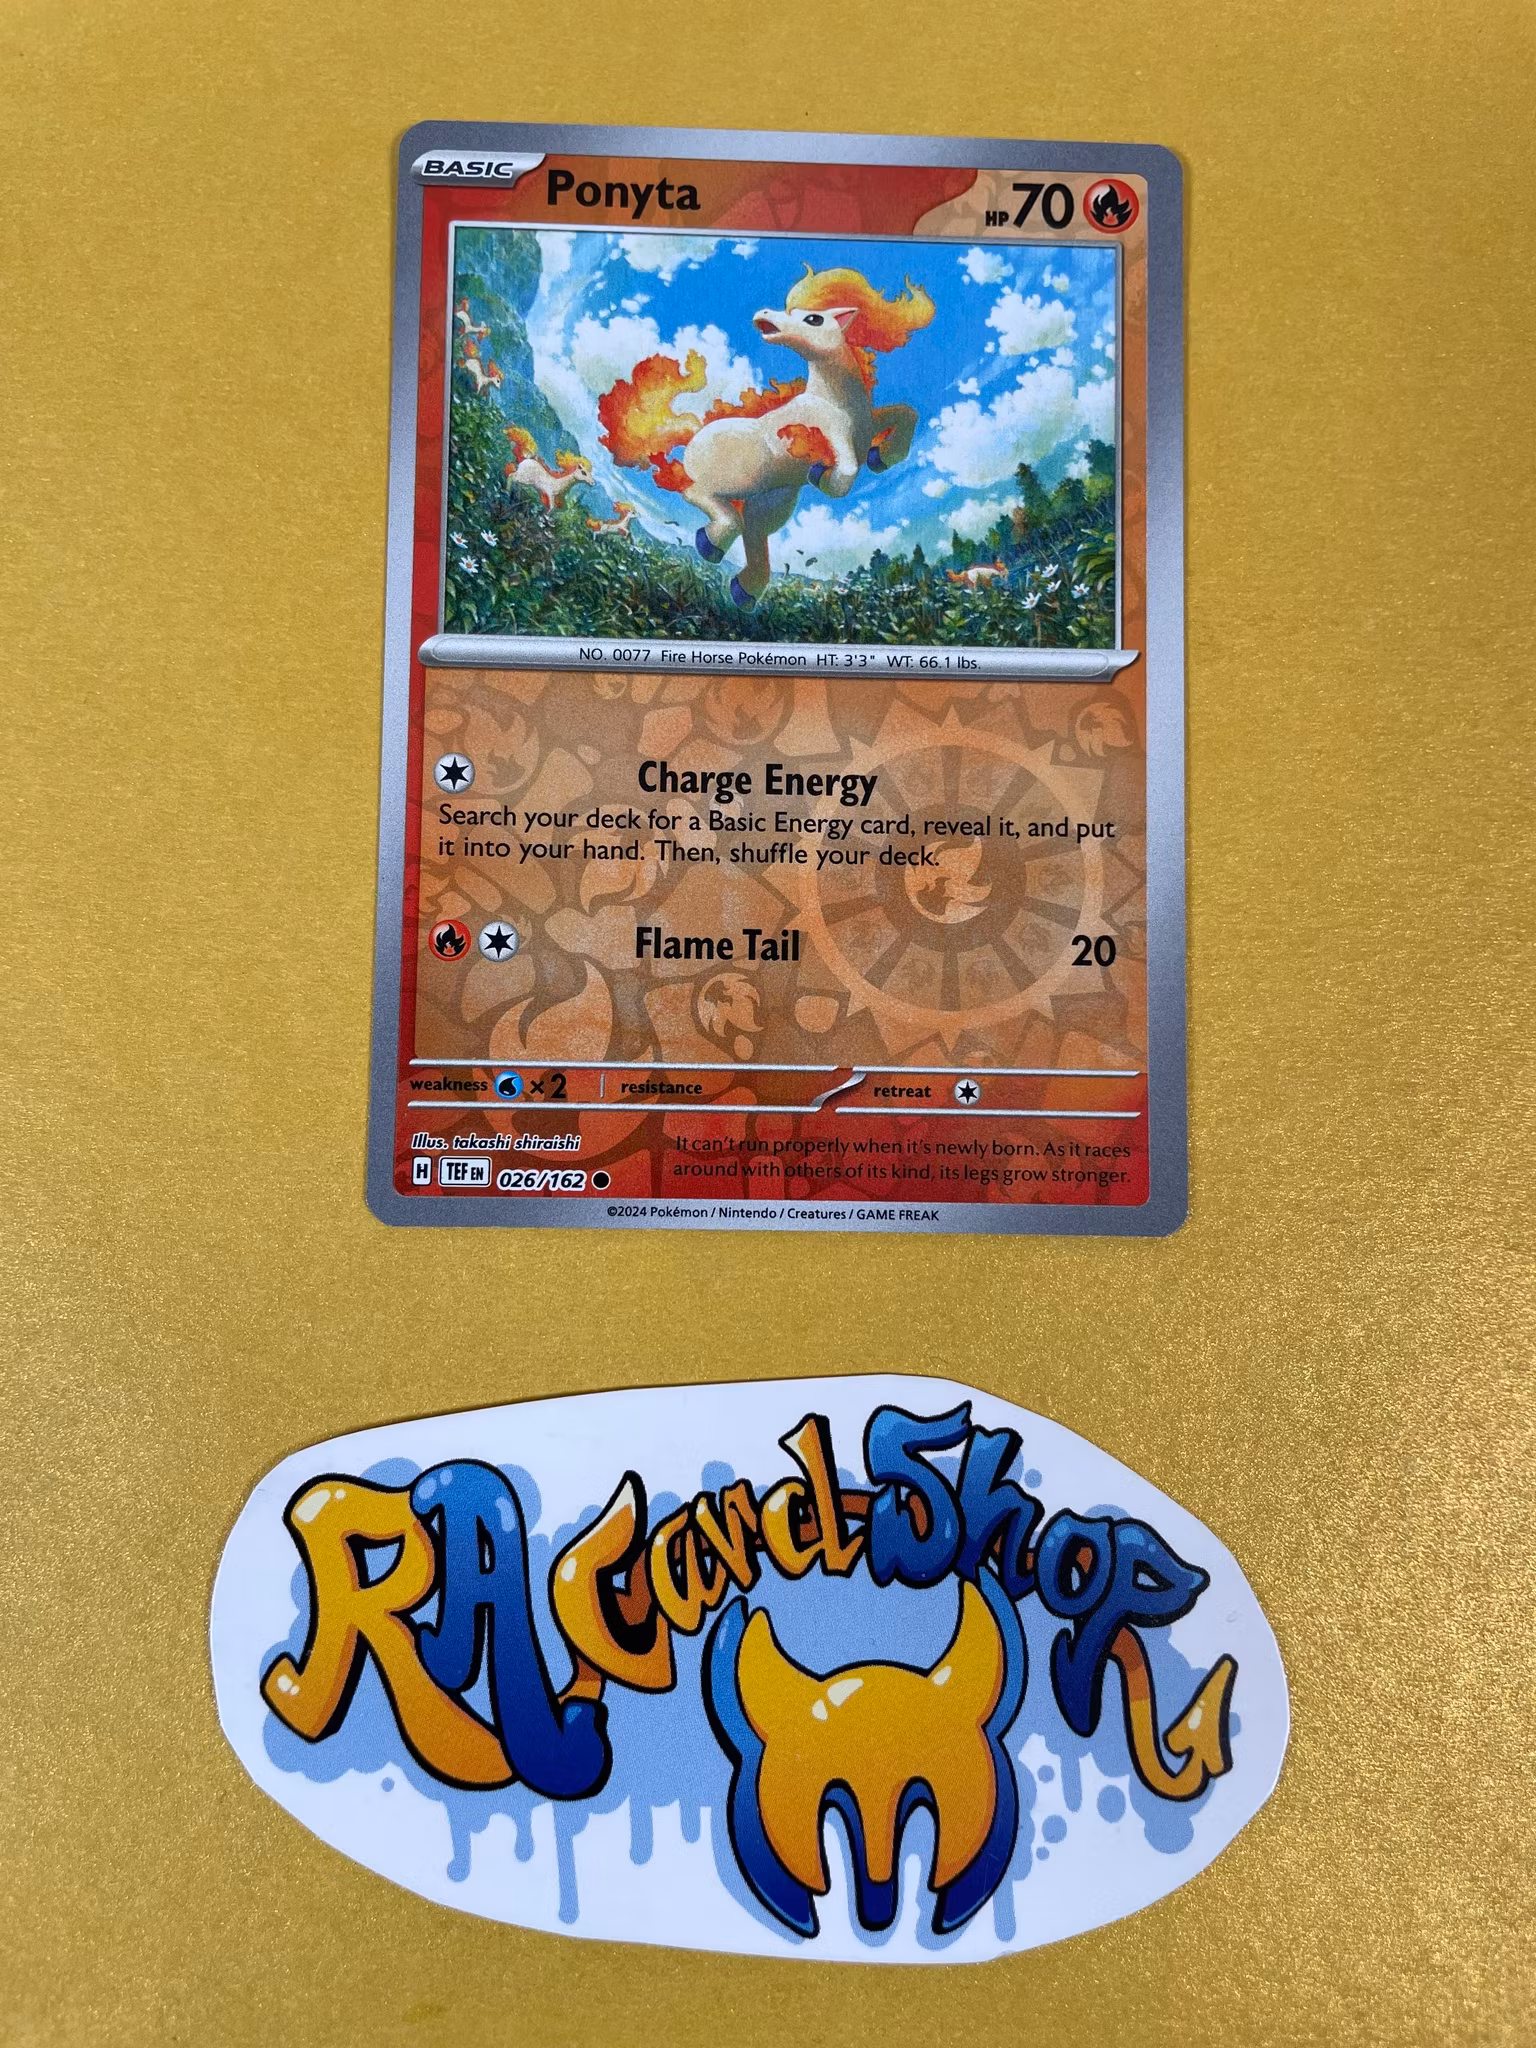 BASIC
Ponyta
HP 70
NO. 0077 Fire Horse Pokémon HT: 3'3" WT: 66.1 lbs.
Charge Energy
Search your deck for a Basic Energy card, reveal it, and put
it into your hand. Then, shuffle your deck.
Flame Tail 20
weakness ×2 resistance retreat
Illus. takashi shiraishi
H TEF EN 026/162
It can't run properly when it's newly born. As it races
around with others of its kind, its legs grow stronger.
©2024 Pokémon / Nintendo / Creatures / GAME FREAK
RA Card Shop